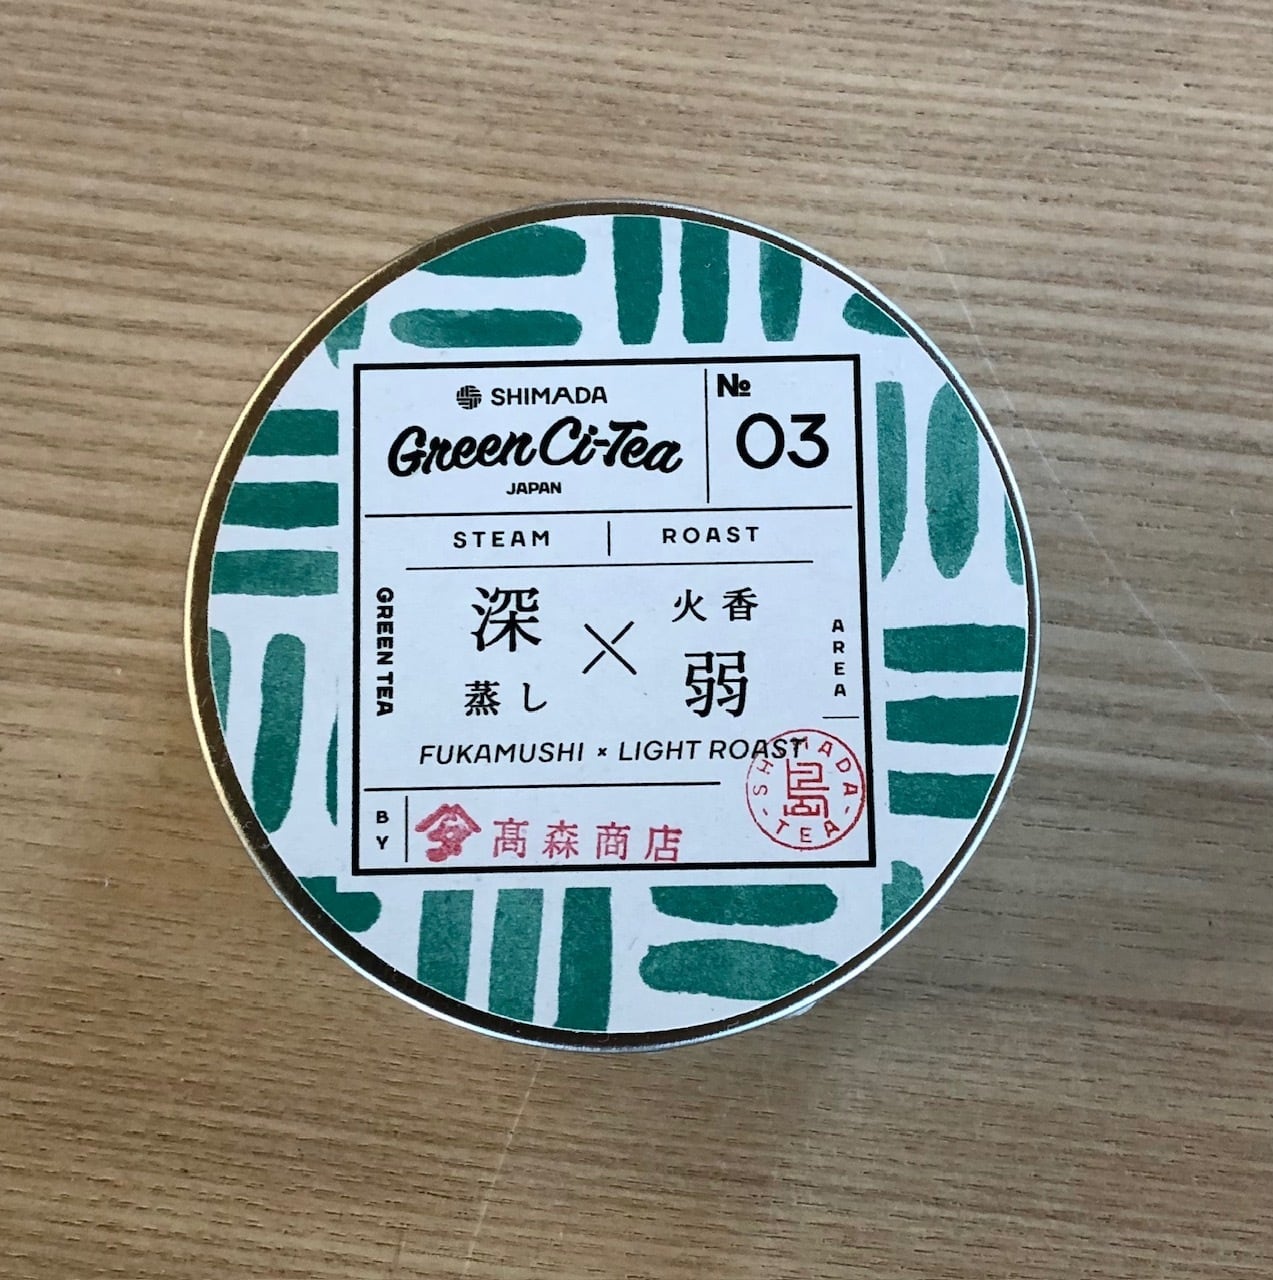 SHIMADA
Green Ci-Tea
JAPAN
№
03
STEAM | ROAST
GREEN TEA
深
蒸し
×
火香
弱
AREA
FUKAMUSHI × LIGHT ROAST
SHIMADA TEA
島
BY
髙森商店